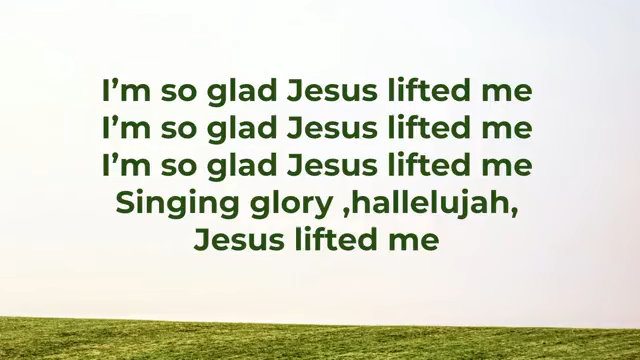 I’m so glad Jesus lifted me
I’m so glad Jesus lifted me
I’m so glad Jesus lifted me
Singing glory ,hallelujah,
Jesus lifted me